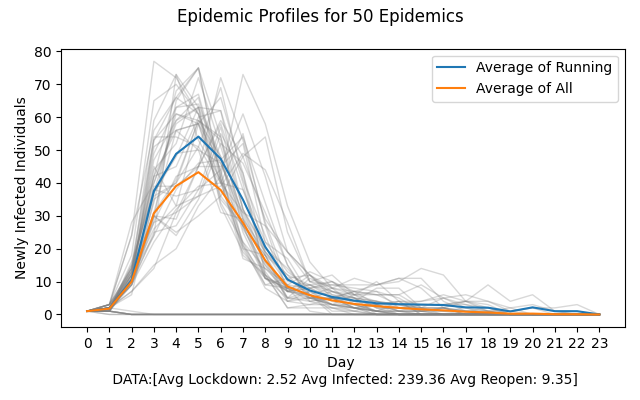 Epidemic Profiles for 50 Epidemics
Newly Infected Individuals
80
70
60
50
40
30
20
10
0
Average of Running
Average of All
0 1 2 3 4 5 6 7 8 9 10 11 12 13 14 15 16 17 18 19 20 21 22 23
Day
DATA:[Avg Lockdown: 2.52 Avg Infected: 239.36 Avg Reopen: 9.35]